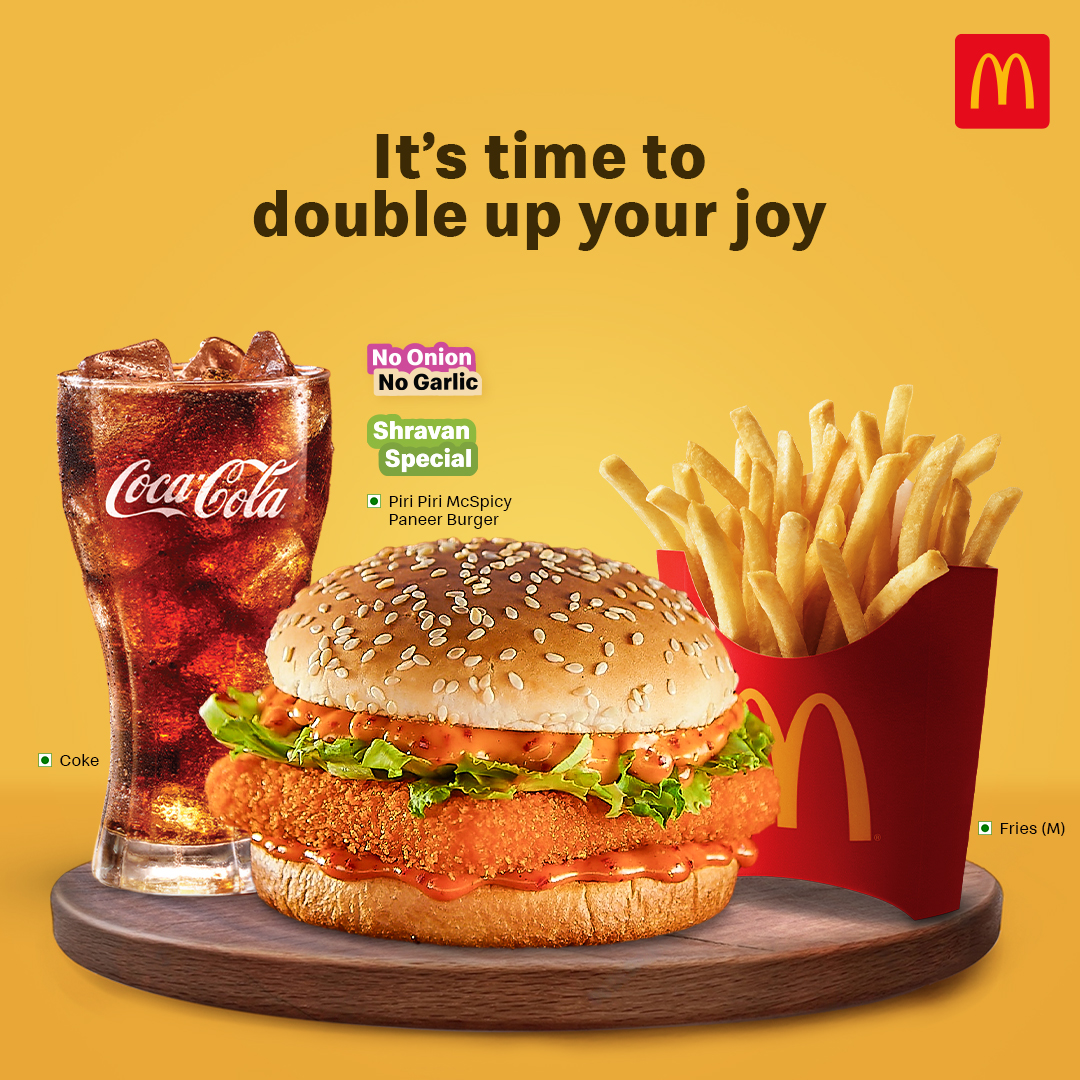 It’s time to
double up your joy
No Onion
No Garlic
Shravan
Special
Piri Piri McSpicy
Paneer Burger
Coca-Cola
Coke
Fries (M)